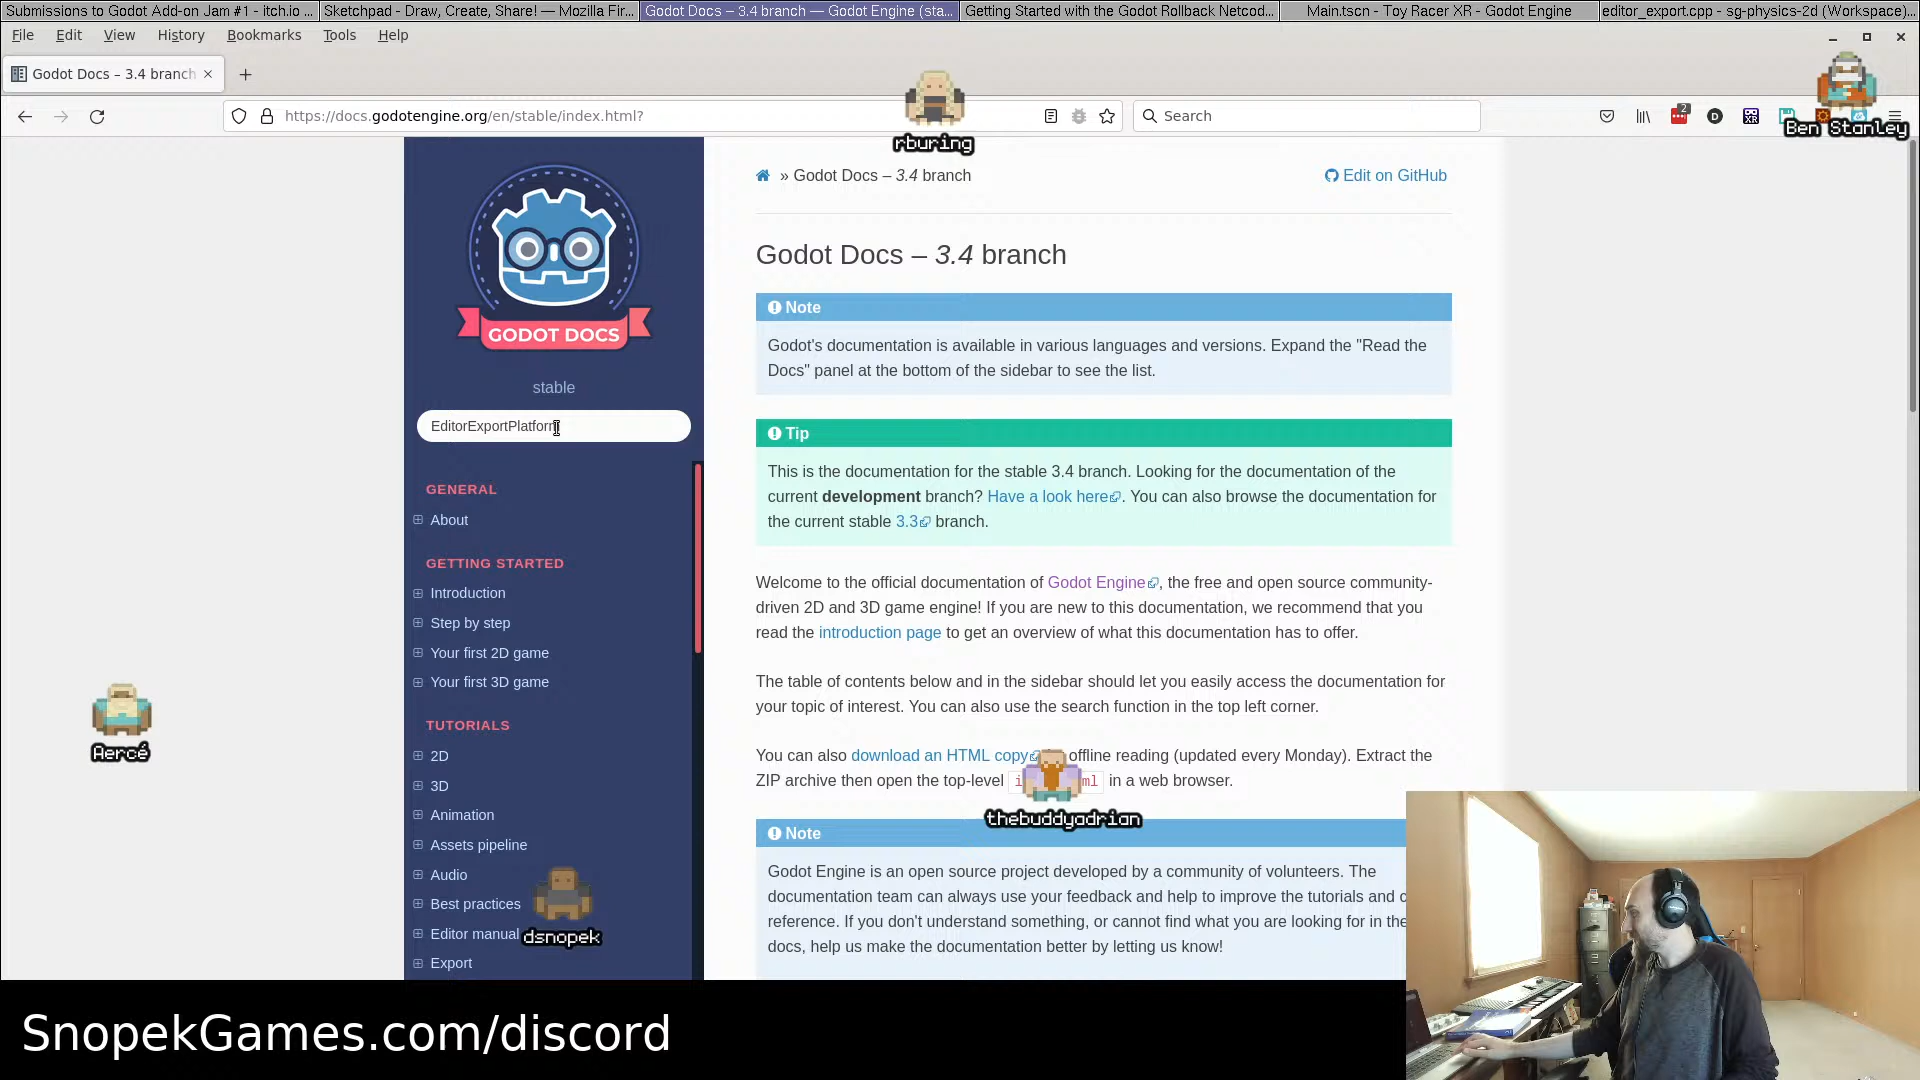 Submissions to Godot Add-on Jam #1 - itch.io ...
Sketchpad - Draw, Create, Share! — Mozilla Fir...
Godot Docs – 3.4 branch — Godot Engine (sta...
Getting Started with the Godot Rollback Netcod...
Main.tscn - Toy Racer XR - Godot Engine
editor_export.cpp - sg-physics-2d (Workspace)...
File Edit View History Bookmarks Tools Help
Godot Docs – 3.4 branch
https://docs.godotengine.org/en/stable/index.html?
Search
2
rburing
Ben Stanley
GODOT DOCS
stable
EditorExportPlatform
GENERAL
About
GETTING STARTED
Introduction
Step by step
Your first 2D game
Your first 3D game
TUTORIALS
2D
3D
Animation
Assets pipeline
Audio
Best practices
Editor manual
Export
» Godot Docs – 3.4 branch
Edit on GitHub
Godot Docs – 3.4 branch
Note
Godot's documentation is available in various languages and versions. Expand the "Read the
Docs" panel at the bottom of the sidebar to see the list.
Tip
This is the documentation for the stable 3.4 branch. Looking for the documentation of the
current development branch? Have a look here. You can also browse the documentation for
the current stable 3.3 branch.
Welcome to the official documentation of Godot Engine, the free and open source community-
driven 2D and 3D game engine! If you are new to this documentation, we recommend that you
read the introduction page to get an overview of what this documentation has to offer.
The table of contents below and in the sidebar should let you easily access the documentation for
your topic of interest. You can also use the search function in the top left corner.
You can also download an HTML copy offline reading (updated every Monday). Extract the
ZIP archive then open the top-level in a web browser.
Note
Godot Engine is an open source project developed by a community of volunteers. The
documentation team can always use your feedback and help to improve the tutorials and c
reference. If you don't understand something, or cannot find what you are looking for in the
docs, help us make the documentation better by letting us know!
Aercé
thebuddyadrian
dsnopek
SnopekGames.com/discord